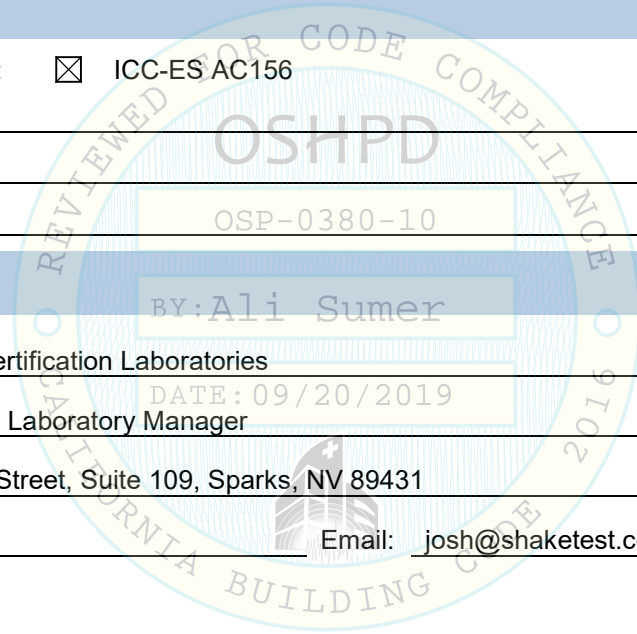 REVIEWED FOR CODE COMPLIANCE
☒ ICC-ES AC156
OSHPD
OSP-0380-10
BY: Ali Sumer
ertification Laboratories
DATE: 09/20/2019
Laboratory Manager
Street, Suite 109, Sparks, NV 89431
Email: josh@shaketest.c
CALIFORNIA BUILDING CODE 2016